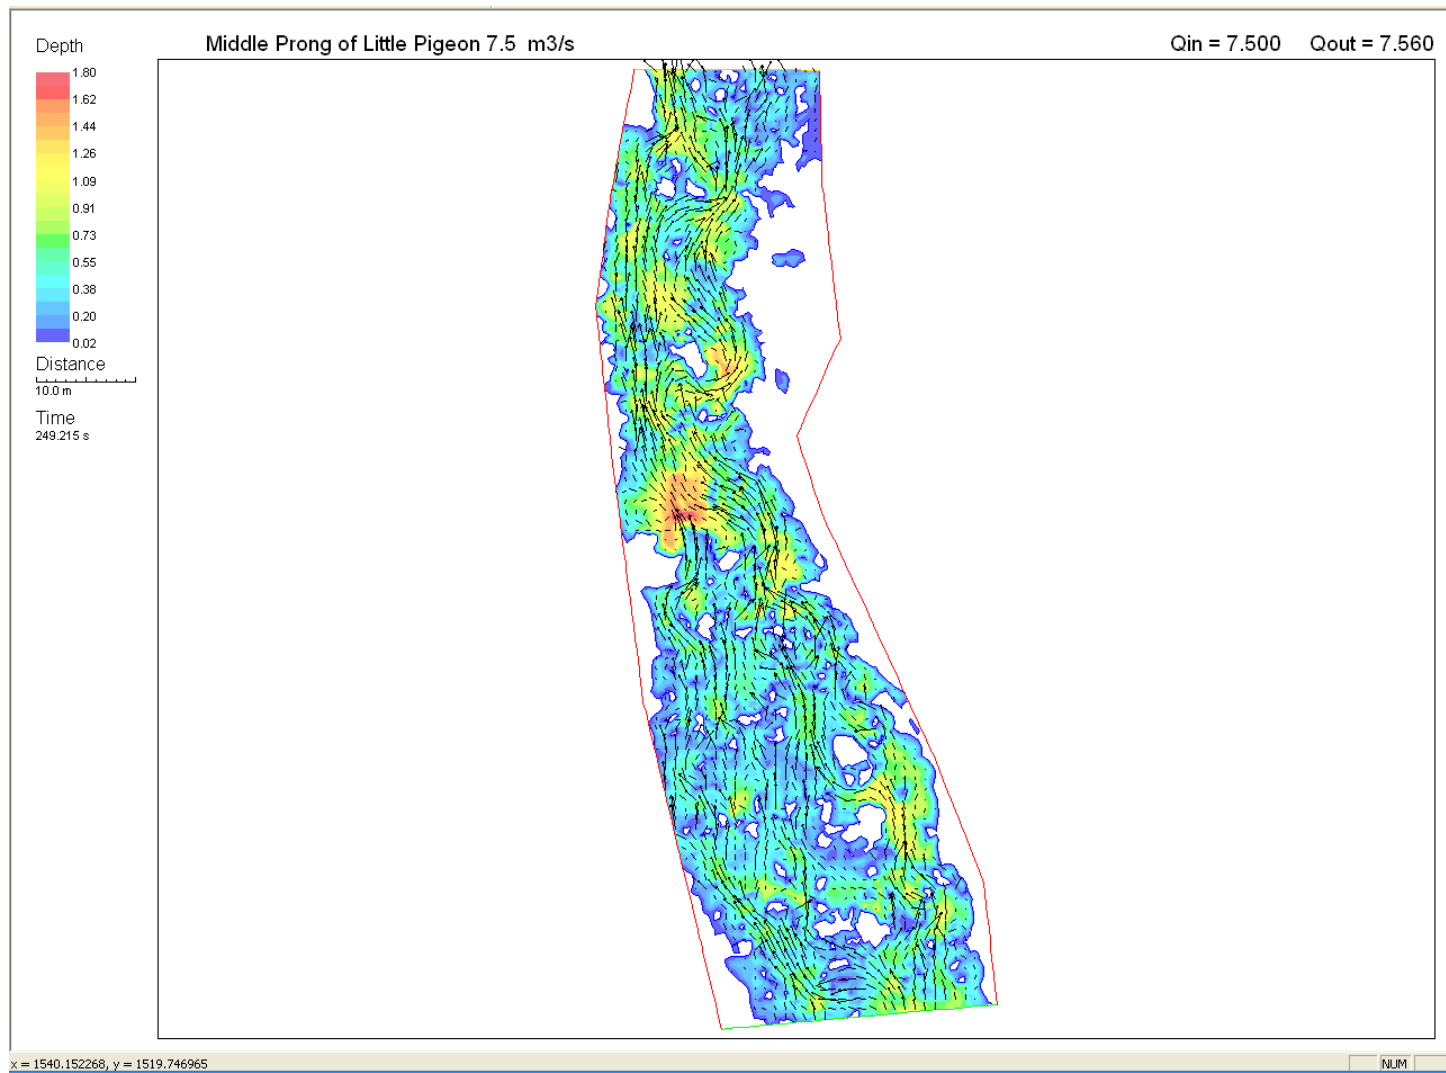 Middle Prong of Little Pigeon 7.5 m3/s
Qin = 7.500 Qout = 7.560
Depth
1.80
1.62
1.44
1.26
1.09
0.91
0.73
0.55
0.38
0.20
0.02
Distance
10.0 m
Time
249.215 s
x = 1540.152268, y = 1519.746965
NUM